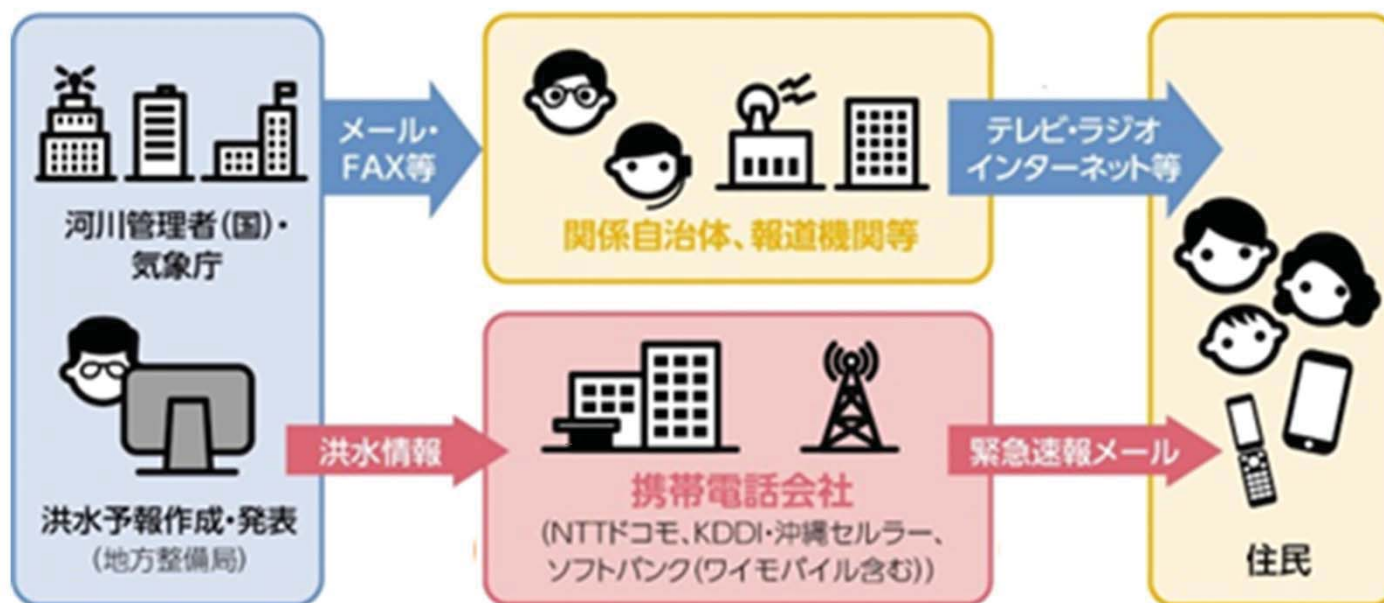 河川管理者(国)・
気象庁
洪水予報作成・発表
(地方整備局)
メール・
FAX等
関係自治体、報道機関等
テレビ・ラジオ
インターネット等
洪水情報
携帯電話会社
(NTTドコモ、KDDI・沖縄セルラー、
ソフトバンク(ワイモバイル含む))
緊急速報メール
住民